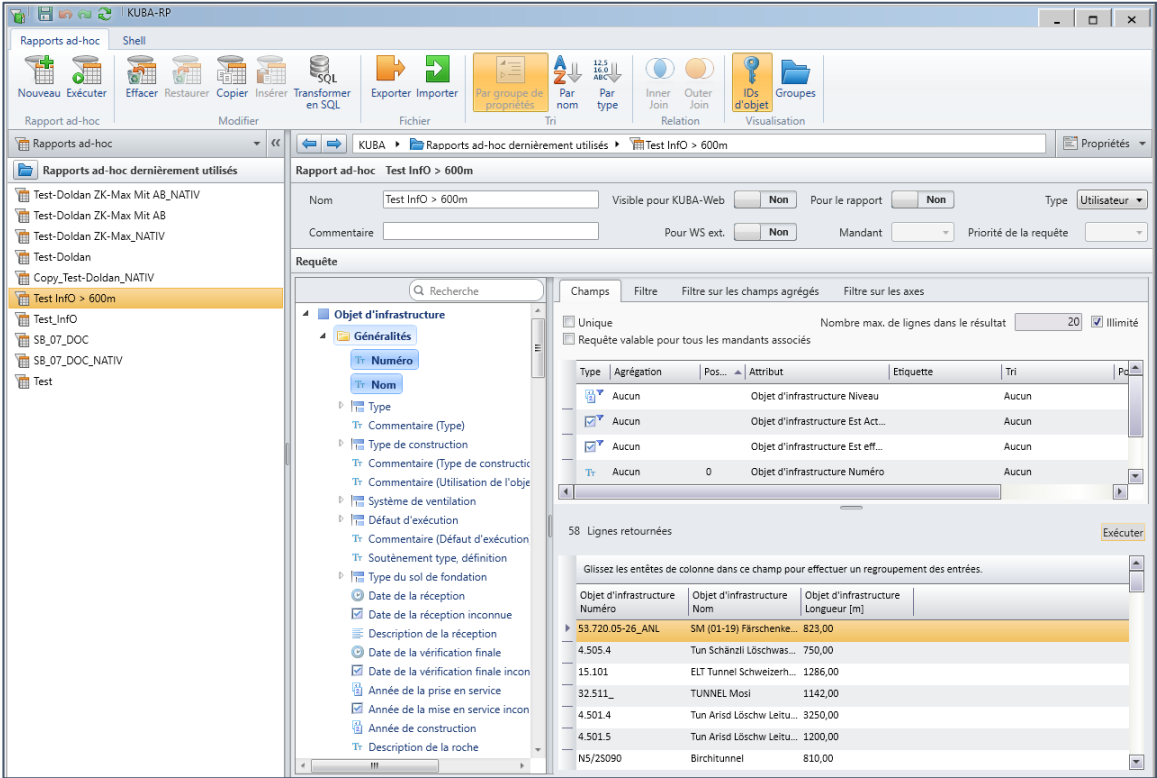 KUBA-RP
Rapports ad-hoc Shell
Nouveau Exécuter Effacer Restaurer Copier Insérer Transformer en SQL Exporter Importer Par groupe de propriétés Par nom Par type Inner Join Outer Join IDs d'objet Groupes
SQL
A Z
12.5 16.0 ABC
Rapport ad-hoc Modifier Fichier Tri Relation Visualisation
Rapports ad-hoc
KUBA Rapports ad-hoc dernièrement utilisés Test InfO > 600m Propriétés
Rapports ad-hoc dernièrement utilisés
Test-Doldan ZK-Max Mit AB_NATIV
Test-Doldan ZK-Max Mit AB
Test-Doldan ZK-Max_NATIV
Test-Doldan
Copy_Test-Doldan_NATIV
Test InfO > 600m
Test_InfO
SB_07_DOC
SB_07_DOC_NATIV
Test
Rapport ad-hoc Test InfO > 600m
Nom Test InfO > 600m Visible pour KUBA-Web Non Pour le rapport Non Type Utilisateur
Commentaire Pour WS ext. Non Mandant Priorité de la requête
Requête
Recherche
Objet d'infrastructure
Généralités
Tr Numéro
Tr Nom
Type
Tr Commentaire (Type)
Type de construction
Tr Commentaire (Type de constructic
Tr Commentaire (Utilisation de l'obje
Système de ventilation
Défaut d'exécution
Tr Commentaire (Défaut d'exécution
Tr Soutènement type, définition
Type du sol de fondation
Date de la réception
Date de la réception inconnue
Description de la réception
Date de la vérification finale
Date de la vérification finale incon
Année de la prise en service
Année de la mise en service incon
Année de construction
Tr Description de la roche
Champs Filtre Filtre sur les champs agrégés Filtre sur les axes
Unique Nombre max. de lignes dans le résultat 20 Illimité
Requête valable pour tous les mandants associés
Type Agrégation Pos... Attribut Etiquette Tri Pc
Aucun Objet d'infrastructure Niveau Aucun
Aucun Objet d'infrastructure Est Act... Aucun
Aucun Objet d'infrastructure Est eff... Aucun
Tr Aucun 0 Objet d'infrastructure Numéro Aucun
58 Lignes retournées Exécuter
Glissez les entêtes de colonne dans ce champ pour effectuer un regroupement des entrées.
Objet d'infrastructure Objet d'infrastructure Objet d'infrastructure
Numéro Nom Longueur [m]
53.720.05-26_ANL SM (01-19) Färschenke... 823,00
4.505.4 Tun Schänzli Löschwas... 750,00
15.101 ELT Tunnel Schweizerh... 1286,00
32.511_ TUNNEL Mosi 1142,00
4.501.4 Tun Arisd Löschw Leitu... 3250,00
4.501.5 Tun Arisd Löschw Leitu... 1200,00
N5/2S090 Birchitunnel 810,00